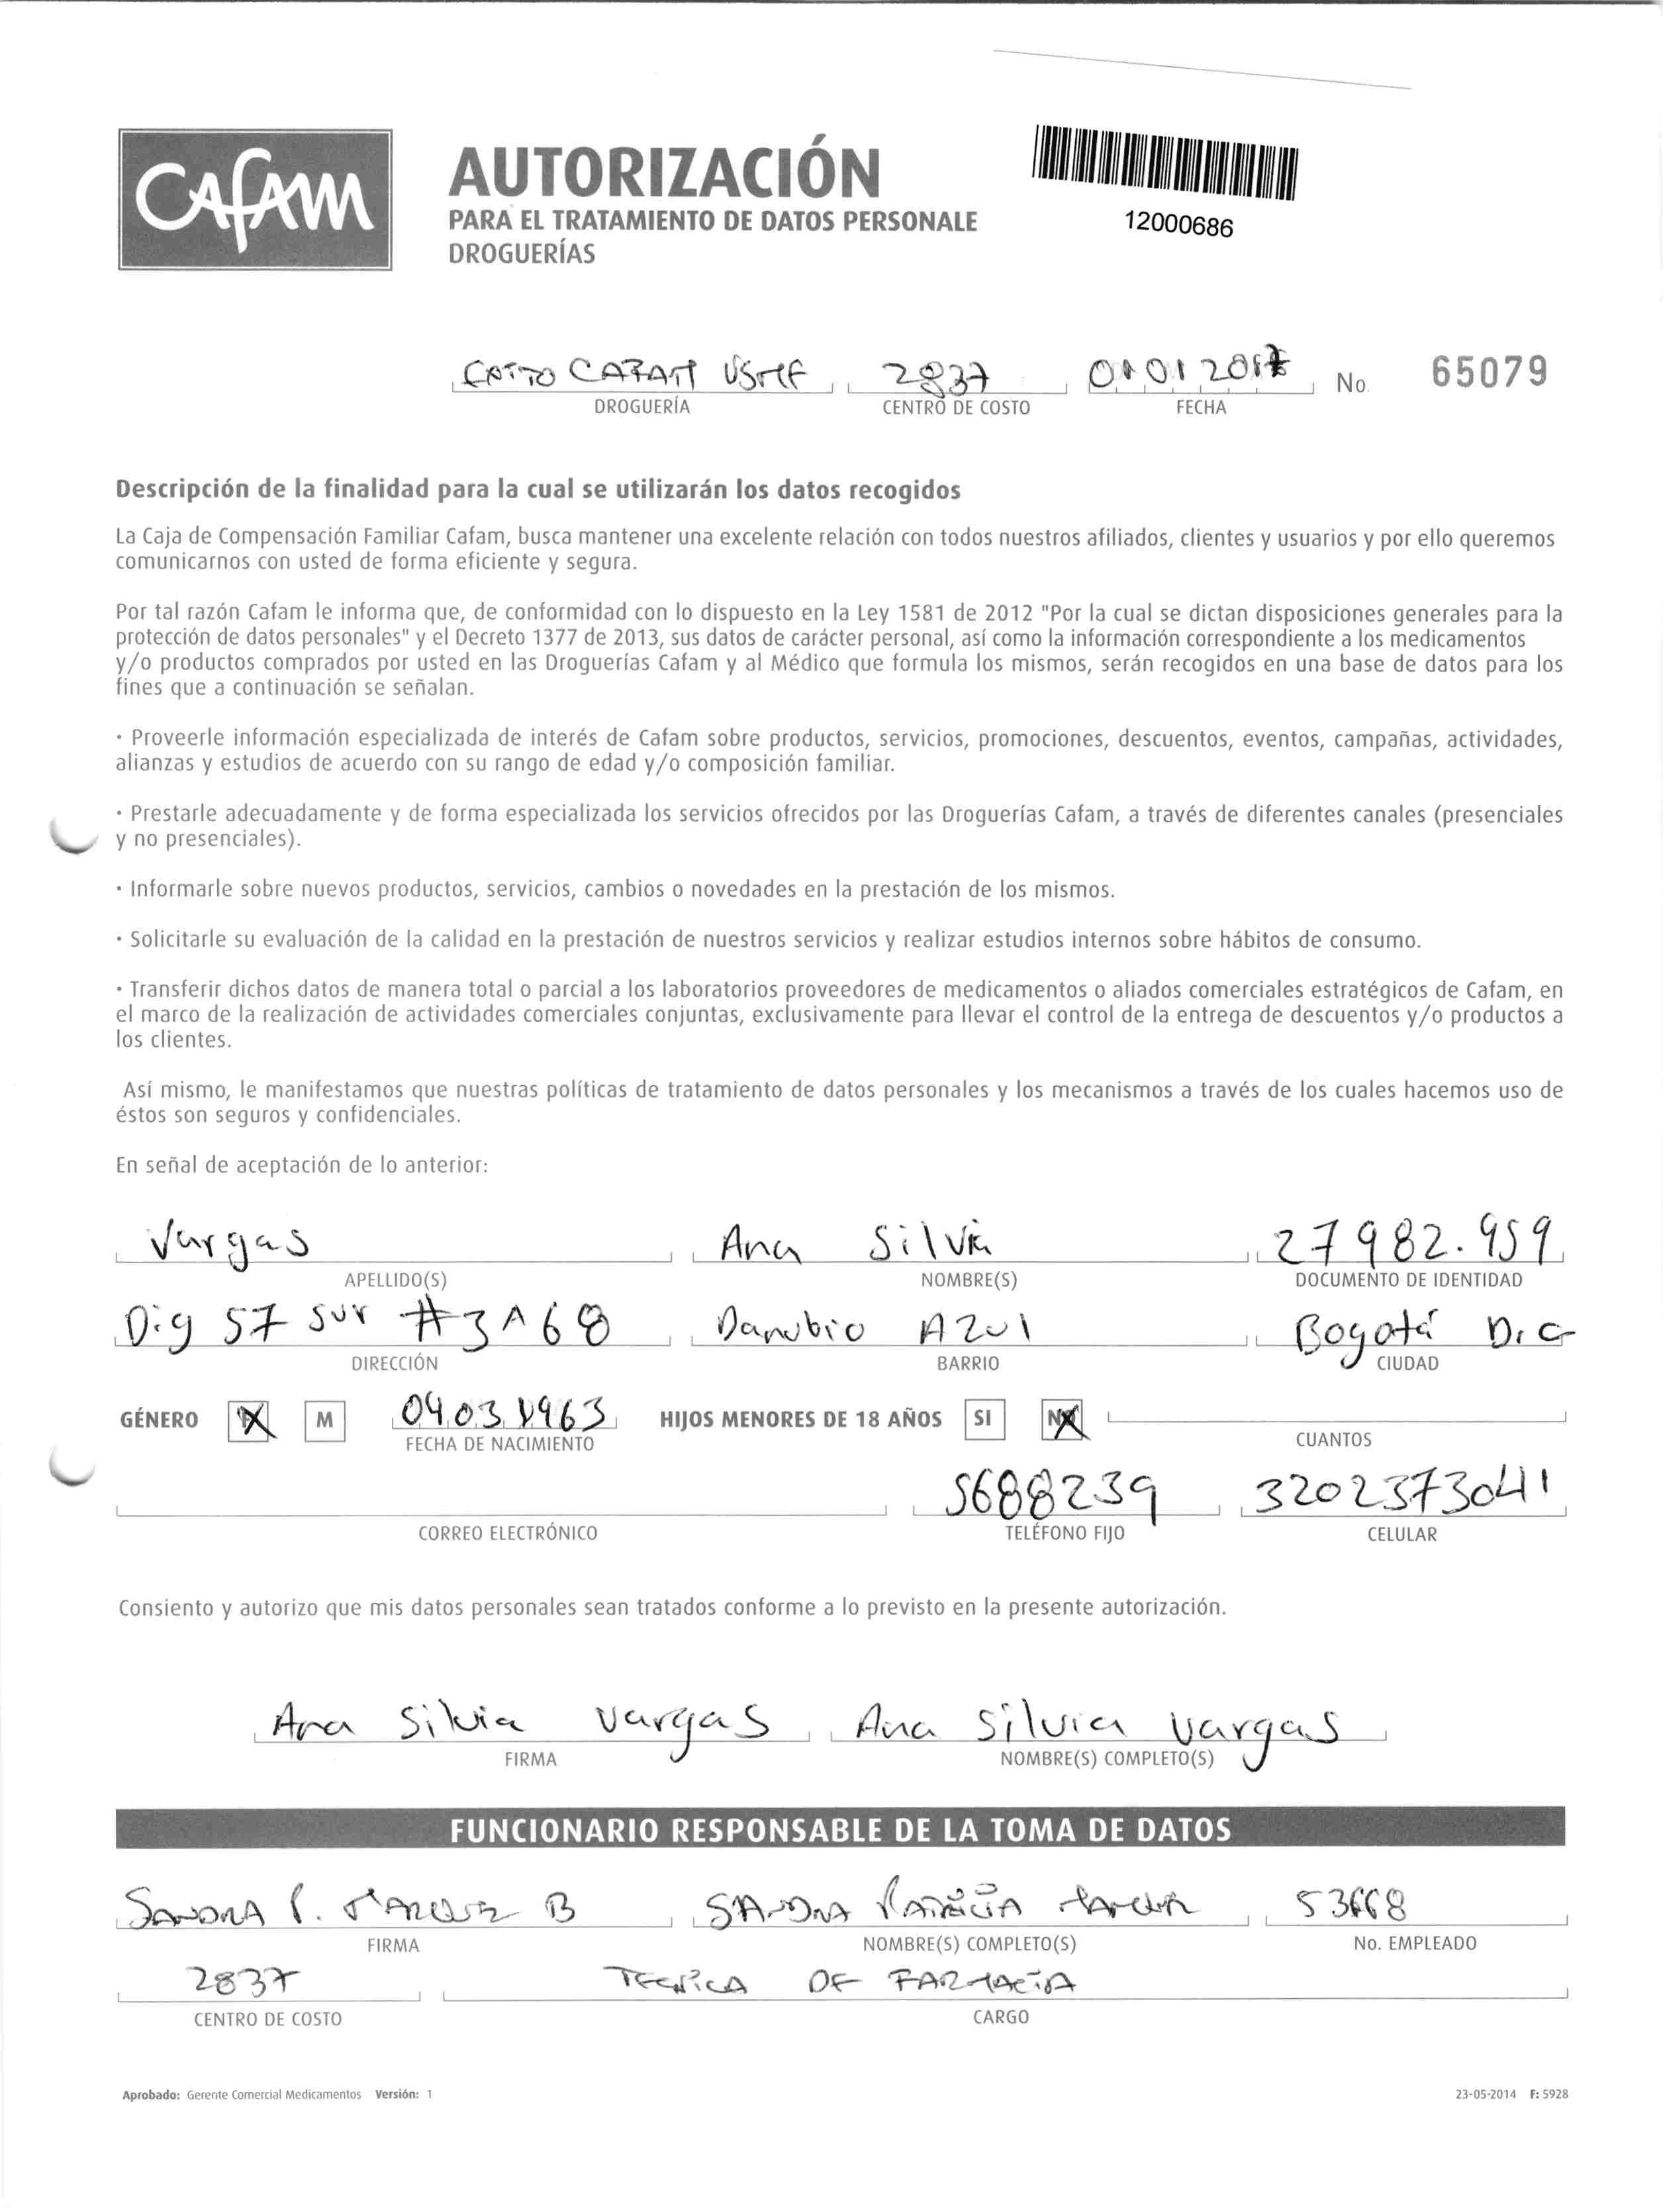 CAFAM
AUTORIZACIÓN
PARA EL TRATAMIENTO DE DATOS PERSONALE
DROGUERÍAS
12000686
CAFAM 2837 2017 No. 65079
DROGUERÍA CENTRO DE COSTO FECHA
Descripción de la finalidad para la cual se utilizarán los datos recogidos
La Caja de Compensación Familiar Cafam, busca mantener una excelente relación con todos nuestros afiliados, clientes y usuarios y por ello queremos
comunicarnos con usted de forma eficiente y segura.
Por tal razón Cafam le informa que, de conformidad con lo dispuesto en la Ley 1581 de 2012 "Por la cual se dictan disposiciones generales para la
protección de datos personales" y el Decreto 1377 de 2013, sus datos de carácter personal, así como la información correspondiente a los medicamentos
y/o productos comprados por usted en las Droguerías Cafam y al Médico que formula los mismos, serán recogidos en una base de datos para los
fines que a continuación se señalan.
· Proveerle información especializada de interés de Cafam sobre productos, servicios, promociones, descuentos, eventos, campañas, actividades,
alianzas y estudios de acuerdo con su rango de edad y/o composición familiar.
· Prestarle adecuadamente y de forma especializada los servicios ofrecidos por las Droguerías Cafam, a través de diferentes canales (presenciales
y no presenciales).
· Informarle sobre nuevos productos, servicios, cambios o novedades en la prestación de los mismos.
· Solicitarle su evaluación de la calidad en la prestación de nuestros servicios y realizar estudios internos sobre hábitos de consumo.
· Transferir dichos datos de manera total o parcial a los laboratorios proveedores de medicamentos o aliados comerciales estratégicos de Cafam, en
el marco de la realización de actividades comerciales conjuntas, exclusivamente para llevar el control de la entrega de descuentos y/o productos a
los clientes.
Así mismo, le manifestamos que nuestras políticas de tratamiento de datos personales y los mecanismos a través de los cuales hacemos uso de
éstos son seguros y confidenciales.
En señal de aceptación de lo anterior:
Vargas Ana Silvia 27982.959
APELLIDO(S) NOMBRE(S) DOCUMENTO DE IDENTIDAD
Dig 57 sur #3A68 Danubio Azul Bogotá D.C
DIRECCIÓN BARRIO CIUDAD
GÉNERO X M 04 03 1963 HIJOS MENORES DE 18 AÑOS SI NO
FECHA DE NACIMIENTO CUANTOS
5688239 3202373041
CORREO ELECTRÓNICO TELÉFONO FIJO CELULAR
Consiento y autorizo que mis datos personales sean tratados conforme a lo previsto en la presente autorización.
Ana Silvia Vargas Ana Silvia Vargas
FIRMA NOMBRE(S) COMPLETO(S)
FUNCIONARIO RESPONSABLE DE LA TOMA DE DATOS
Sandra P. B Sandra 53668
FIRMA NOMBRE(S) COMPLETO(S) No. EMPLEADO
2837 TECNICA DE FARMACIA
CENTRO DE COSTO CARGO
Aprobado: Gerente Comercial Medicamentos Versión: 1 23-05-2014 F: 5928